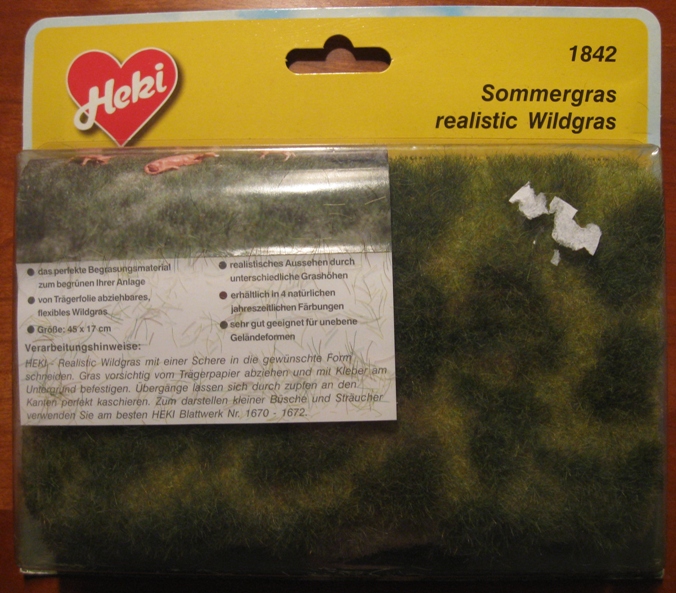 Heki
1842
Sommergras
realistic Wildgras
das perfekte Begrasungsmaterial
zum begrünen Ihrer Anlage
von Trägerfolie abziehbares,
flexibles Wildgras
Größe: 45 x 17 cm
realistisches Aussehen durch
unterschiedliche Grashöhen
erhältlich in 4 natürlichen
jahreszeitlichen Färbungen
sehr gut geeignet für unebene
Geländeformen
Verarbeitungshinweise:
HEKI - Realistic Wildgras mit einer Schere in die gewünschte Form
schneiden. Gras vorsichtig vom Trägerpapier abziehen und mit Kleber am
Untergrund befestigen. Übergänge lassen sich durch zupfen an den
Kanten perfekt kaschieren. Zum darstellen kleiner Büsche und Sträucher
verwenden Sie am besten HEKI Blattwerk Nr. 1670 - 1672.